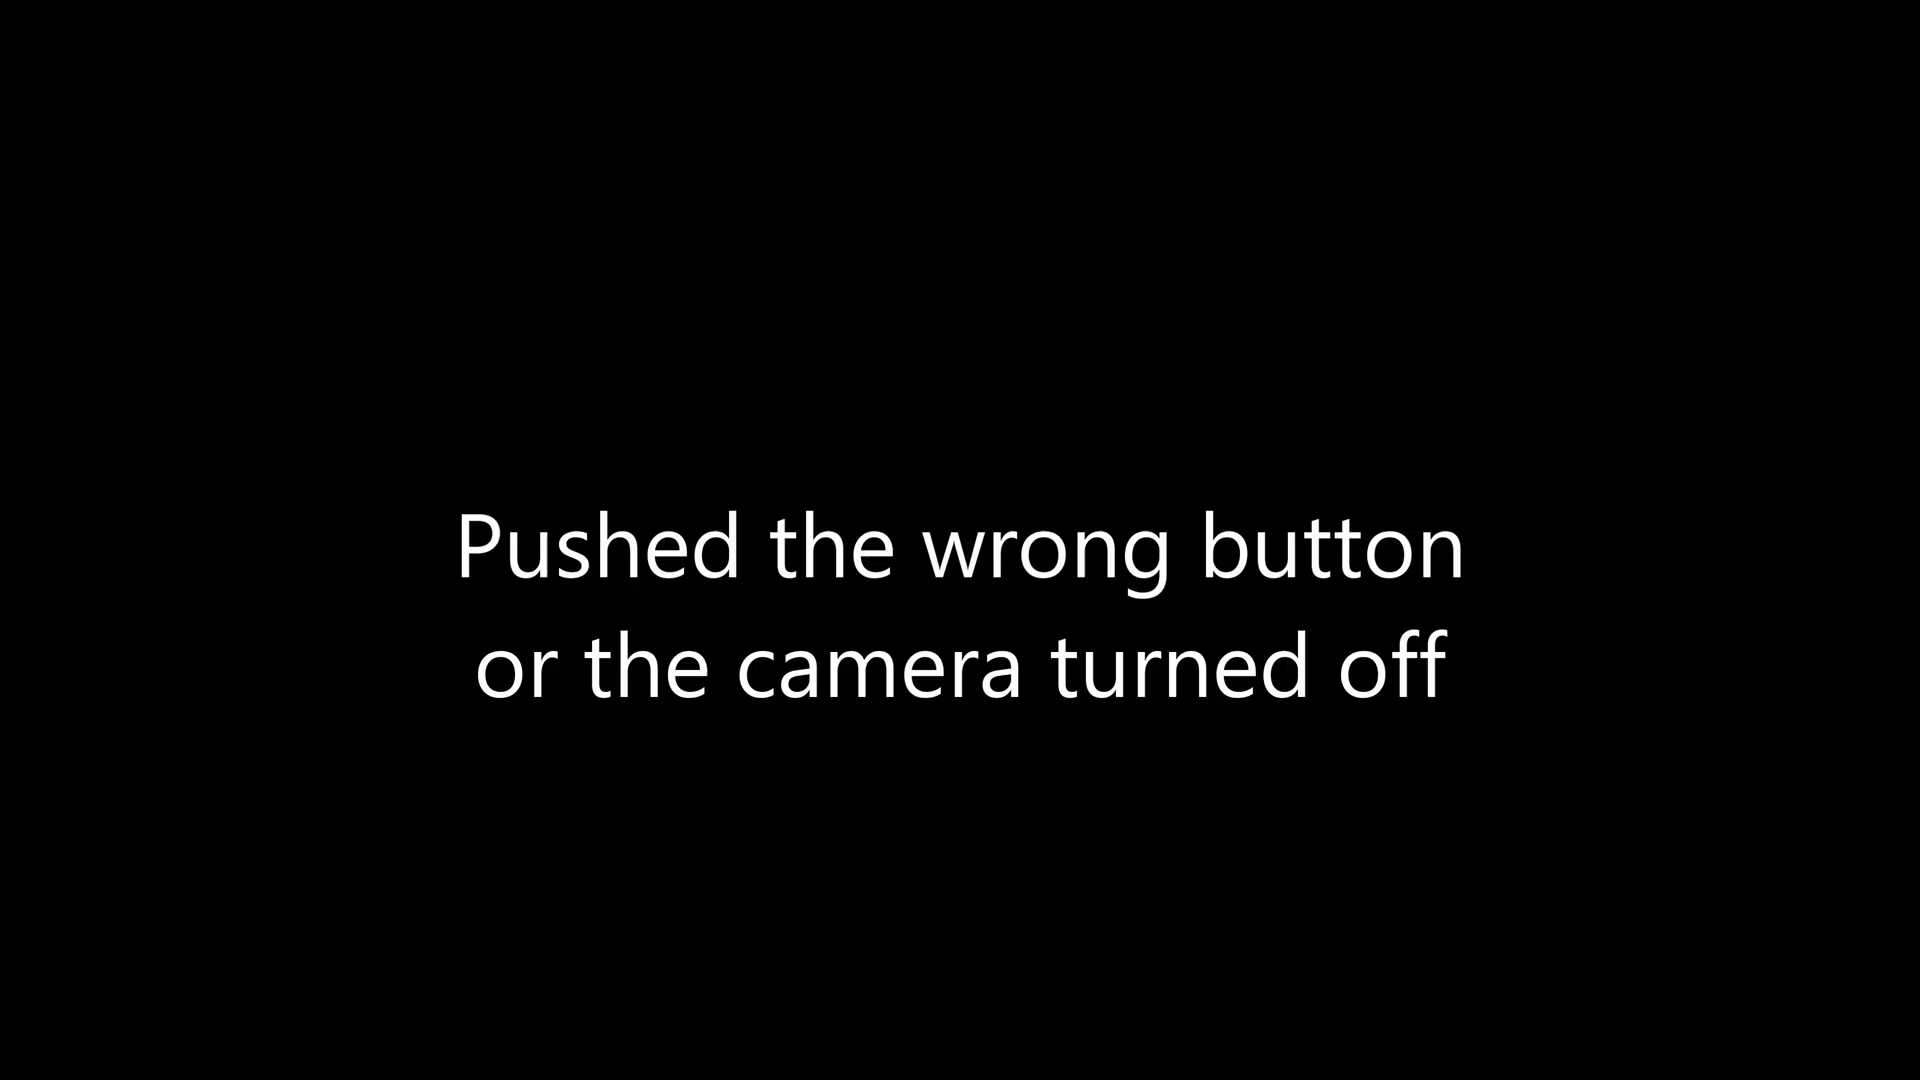 Pushed the wrong button
or the camera turned off